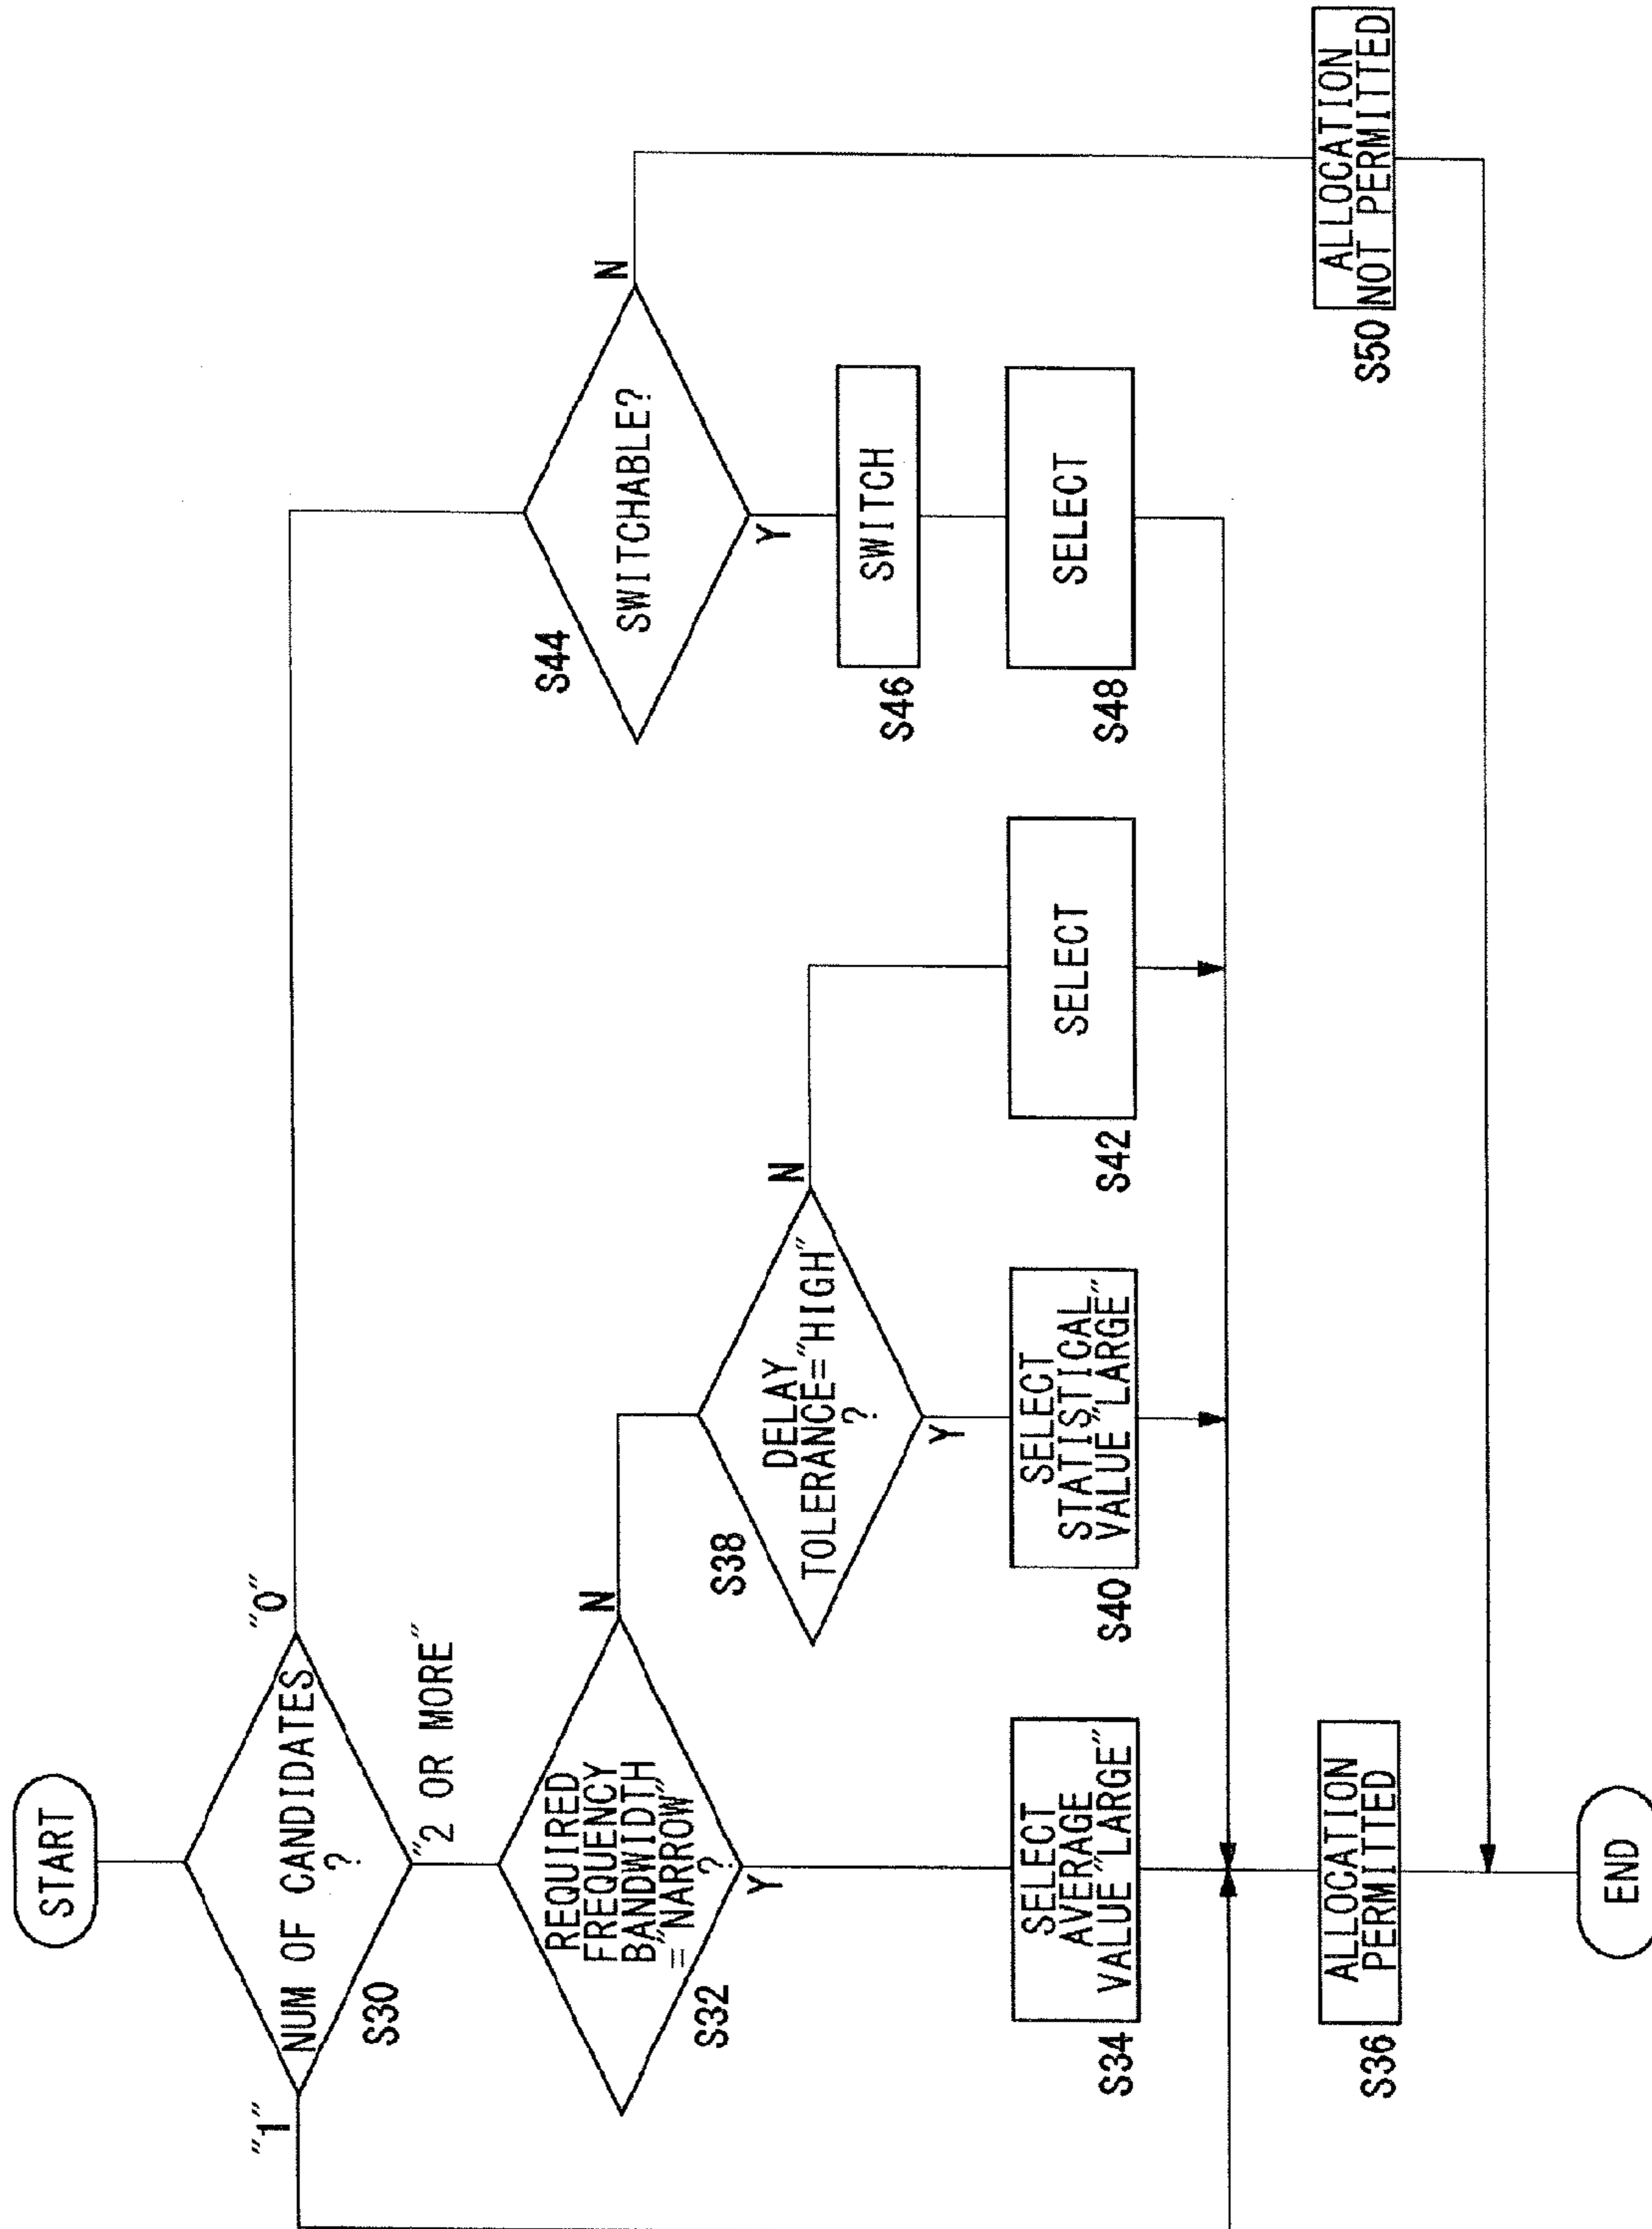 START
NUM OF CANDIDATES
?
S30
"1"
"0"
"2 OR MORE"
REQUIRED
FREQUENCY
BANDWIDTH
="NARROW"
?
S32
N
Y
DELAY
TOLERANCE="HIGH"
?
S38
N
Y
SWITCHABLE?
S44
N
Y
SWITCH
S46
SELECT
AVERAGE
VALUE"LARGE"
S34
SELECT
STATISTICAL
VALUE"LARGE"
S40
SELECT
S42
SELECT
S48
ALLOCATION
PERMITTED
S36
ALLOCATION
NOT PERMITTED
S50
END